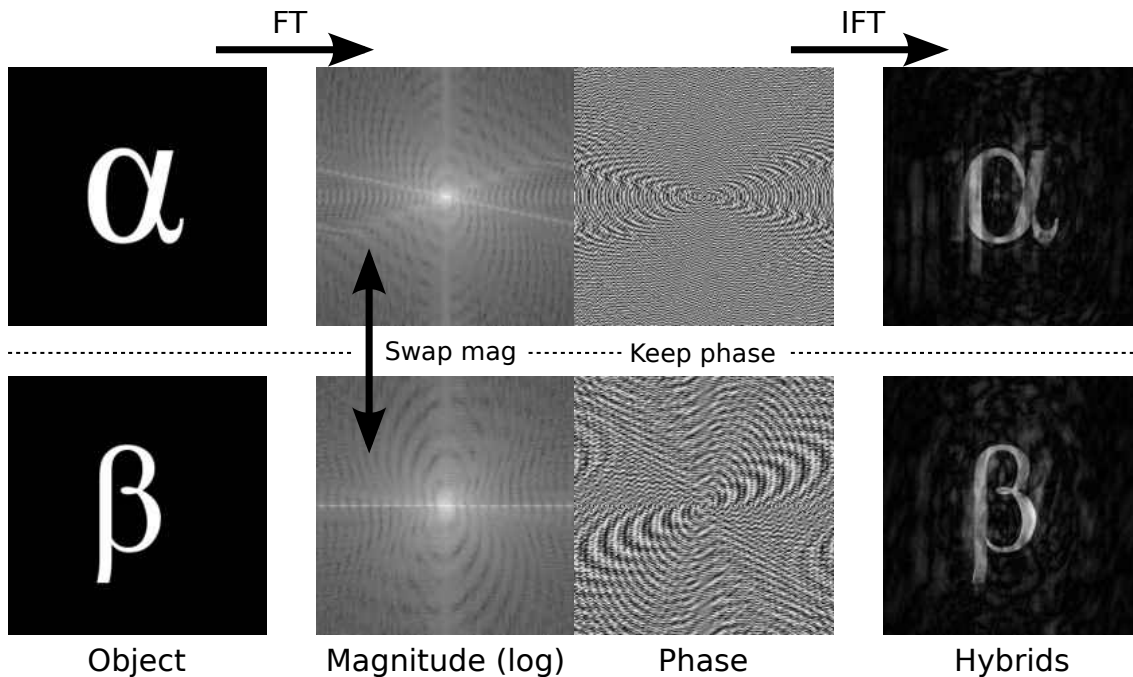 FT IFT
α α
Swap mag Keep phase
β β
Object Magnitude (log) Phase Hybrids